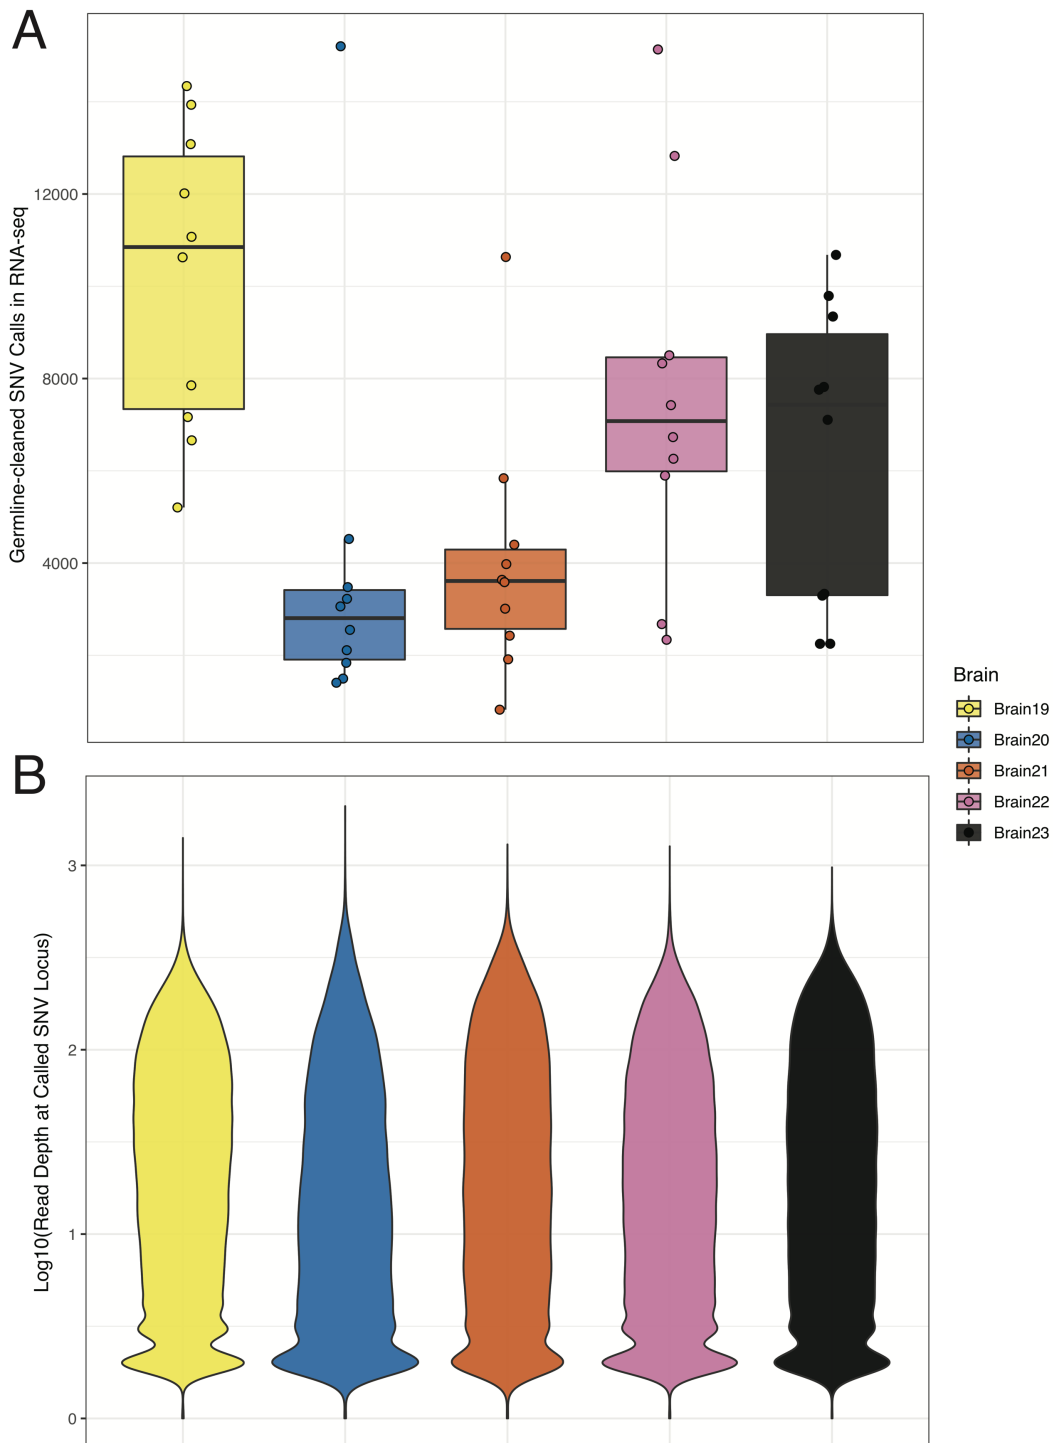 A
Germline-cleaned SNV Calls in RNA-seq
12000
8000
4000
Brain
Brain19
Brain20
Brain21
Brain22
Brain23
B
Log10(Read Depth at Called SNV Locus)
3
2
1
0